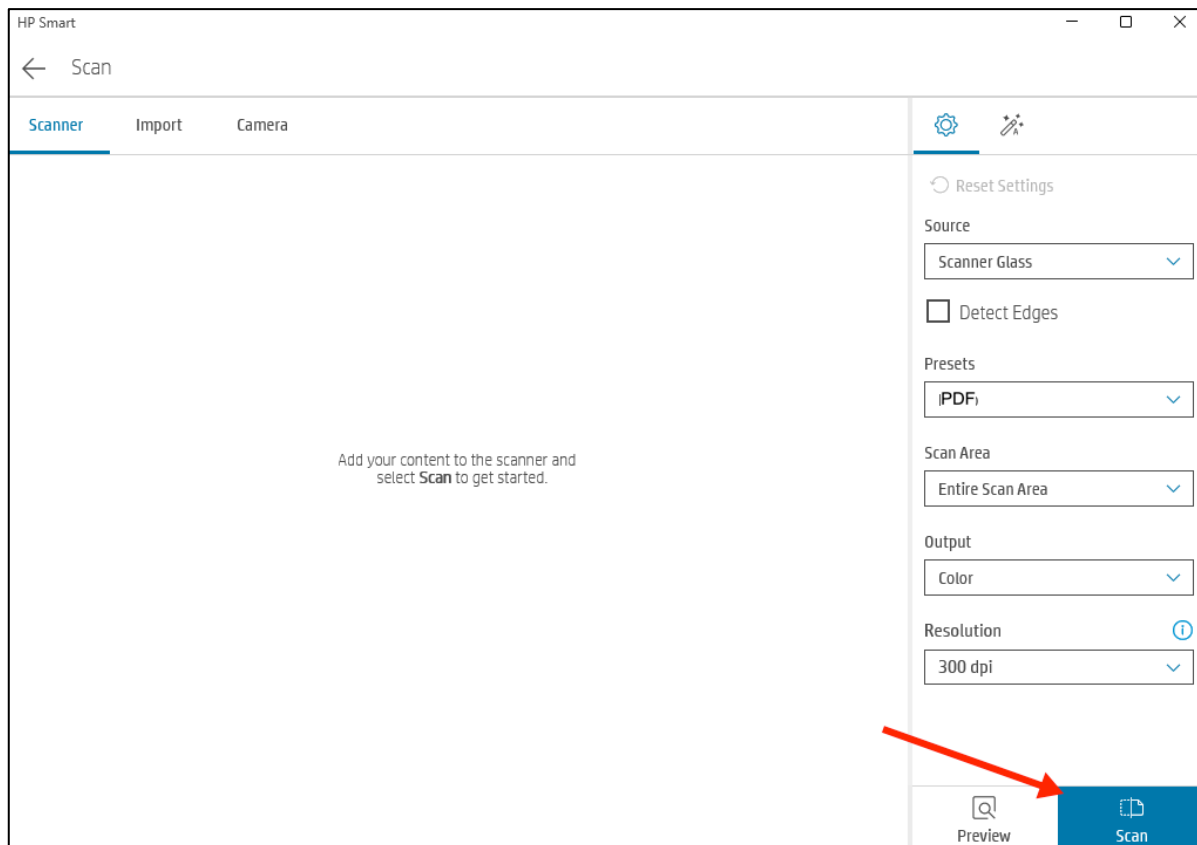 HP Smart
Scan
Scanner Import Camera
Reset Settings
Source
Scanner Glass
Detect Edges
Presets
PDF
Scan Area
Entire Scan Area
Add your content to the scanner and
select Scan to get started.
Output
Color
Resolution
300 dpi
Preview Scan